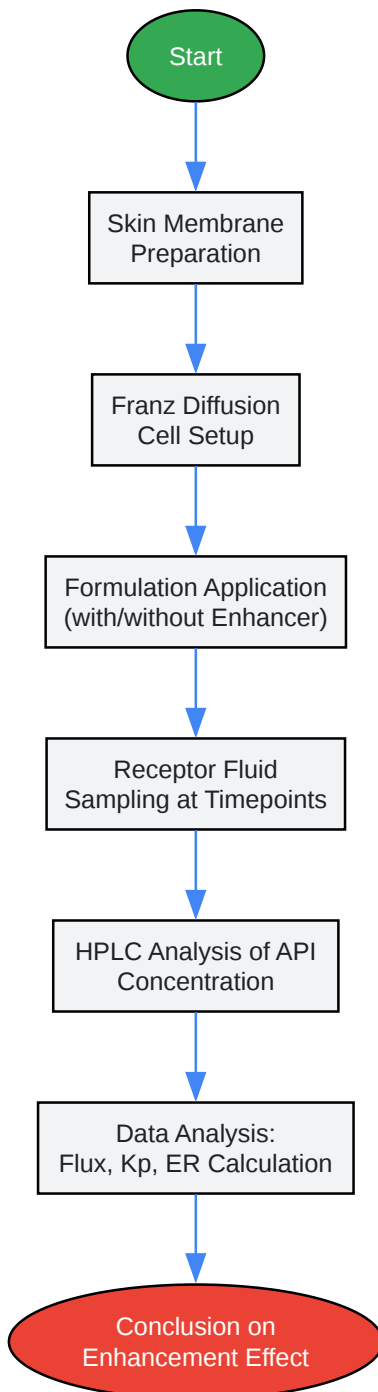 Start
Skin Membrane
Preparation
Franz Diffusion
Cell Setup
Formulation Application
(with/without Enhancer)
Receptor Fluid
Sampling at Timepoints
HPLC Analysis of API
Concentration
Data Analysis:
Flux, Kp, ER Calculation
Conclusion on
Enhancement Effect